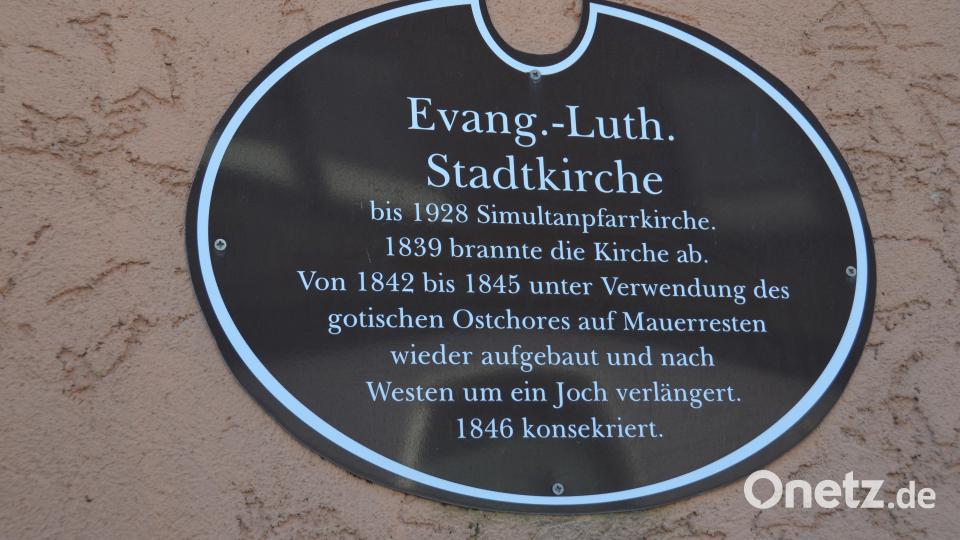 Evang.-Luth.
Stadtkirche
bis 1928 Simultanpfarrkirche.
1839 brannte die Kirche ab.
Von 1842 bis 1845 unter Verwendung des
gotischen Ostchores auf Mauerresten
wieder aufgebaut und nach
Westen um ein Joch verlängert.
1846 konsekriert.
Onetz.de